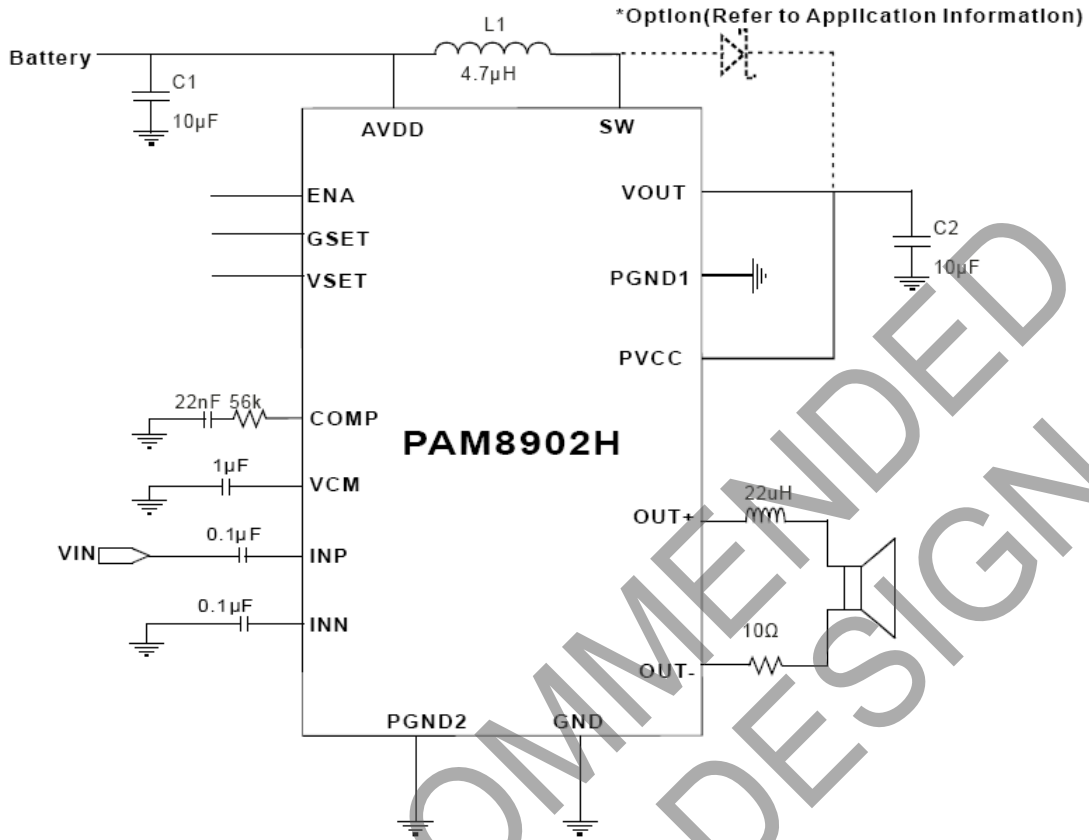 *Option(Refer to Application Information)
L1
Battery
4.7µH
C1
10µF
AVDD
SW
ENA
VOUT
C2
GSET
10µF
VSET
PGND1
PVCC
22nF 56k
COMP
PAM8902H
1µF
VCM
22uH
OUT+
0.1µF
VIN
INP
0.1µF
INN
10Ω
OUT-
PGND2
GND
OMMENDED
DESIGN